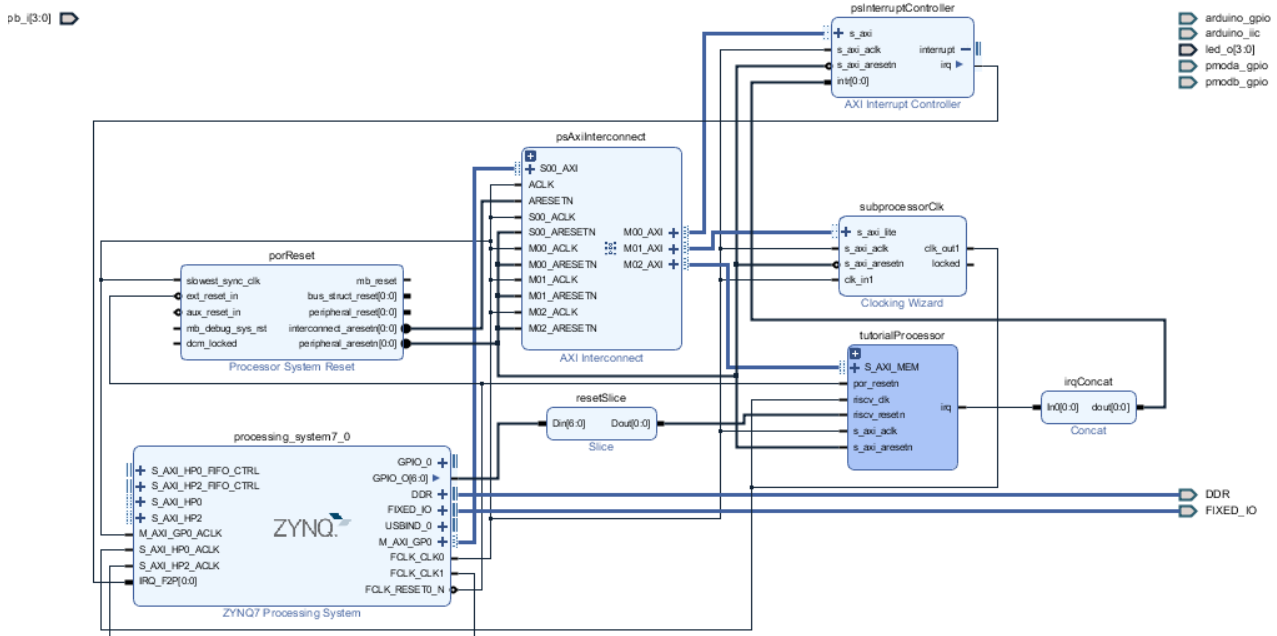 pb_i[3:0]
arduino_gpio
arduino_iic
led_o[3:0]
pmoda_gpio
pmodb_gpio
psInterruptController
s_axi
s_axi_aclk
s_axi_aresetn
intr[0:0]
interrupt
irq
AXI Interrupt Controller
psAxiInterconnect
S00_AXI
ACLK
ARESETN
S00_ACLK
S00_ARESETN
M00_ACLK
M00_ARESETN
M01_ACLK
M01_ARESETN
M02_ACLK
M02_ARESETN
M00_AXI
M01_AXI
M02_AXI
AXI Interconnect
subprocessorClk
s_axi_lite
s_axi_aclk
s_axi_aresetn
clk_in1
clk_out1
locked
Clocking Wizard
porReset
slowest_sync_clk
ext_reset_in
aux_reset_in
mb_debug_sys_rst
dcm_locked
mb_reset
bus_struct_reset[0:0]
peripheral_reset[0:0]
interconnect_aresetn[0:0]
peripheral_aresetn[0:0]
Processor System Reset
tutorialProcessor
S_AXI_MEM
por_resetn
riscv_clk
riscv_resetn
s_axi_aclk
s_axi_aresetn
irq
irqConcat
In0[0:0]
dout[0:0]
Concat
resetSlice
Din[6:0]
Dout[0:0]
Slice
processing_system7_0
S_AXI_HP0_FIFO_CTRL
S_AXI_HP2_FIFO_CTRL
S_AXI_HP0
S_AXI_HP2
M_AXI_GP0_ACLK
S_AXI_HP0_ACLK
S_AXI_HP2_ACLK
IRQ_F2P[0:0]
ZYNQ
GPIO_0
GPIO_O[6:0]
DDR
FIXED_IO
USBIND_0
M_AXI_GP0
FCLK_CLK0
FCLK_CLK1
FCLK_RESET0_N
ZYNQ7 Processing System
DDR
FIXED_IO